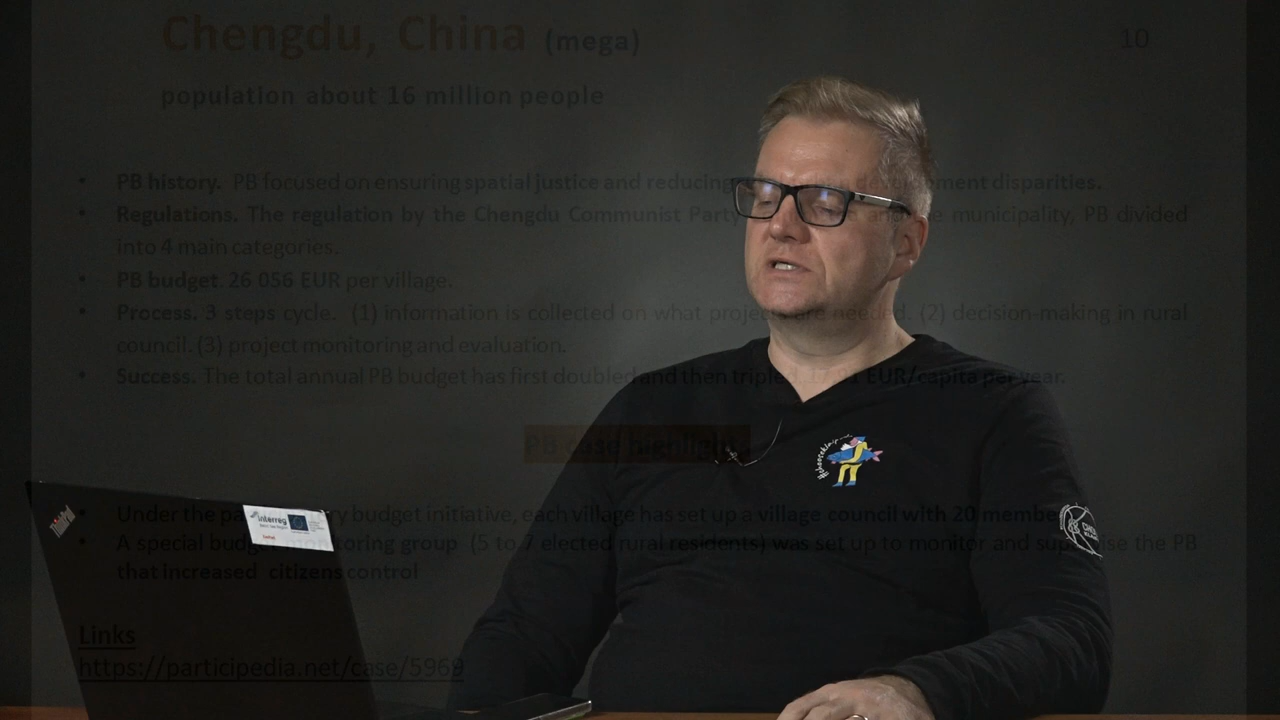 Chengdu, China (mega)
10
population about 16 million people
• PB history. PB focused on ensuring spatial justice and reducing development disparities.
• Regulations. The regulation by the Chengdu Communist Party and the municipality, PB divided
into 4 main categories.
• PB budget. 26 056 EUR per village.
• Process. 3 steps cycle. (1) information is collected on what projects are needed. (2) decision-making in rural
council. (3) project monitoring and evaluation.
• Success. The total annual PB budget has first doubled and then tripled. EUR/capita per year.
PB case highlights
• Under the participatory budget initiative, each village has set up a village council with 20 members
• A special budget monitoring group (5 to 7 elected rural residents) was set up to monitor and supervise the PB
that increased citizens control
Links
https://participedia.net/case/5969
ThinkPad
Interreg